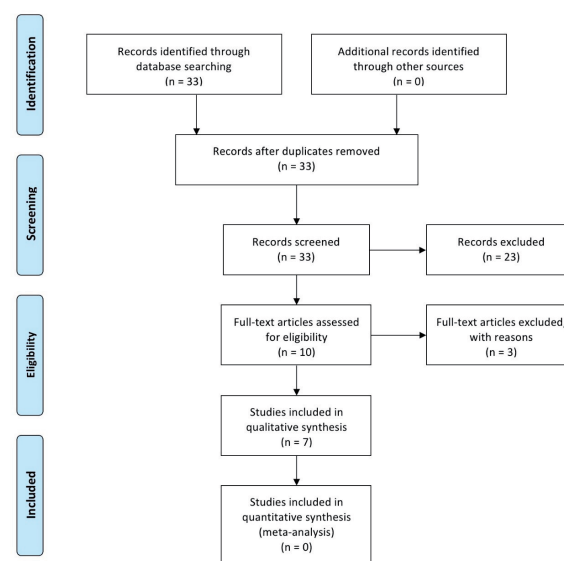 Identification
Records identified through
database searching
(n = 33)
Additional records identified
through other sources
(n = 0)
Records after duplicates removed
(n = 33)
Screening
Records screened
(n = 33)
Records excluded
(n = 23)
Eligibility
Full-text articles assessed
for eligibility
(n = 10)
Full-text articles excluded,
with reasons
(n = 3)
Studies included in
qualitative synthesis
(n = 7)
Included
Studies included in
quantitative synthesis
(meta-analysis)
(n = 0)